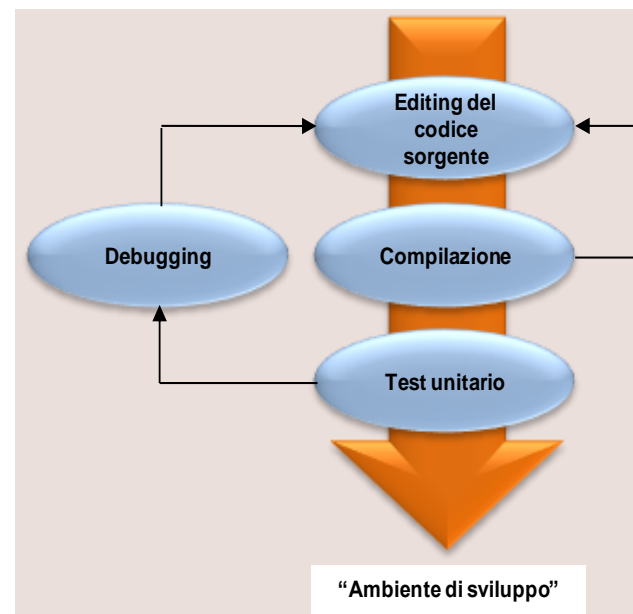 Editing del
codice
sorgente
Debugging
Compilazione
Test unitario
“Ambiente di sviluppo”